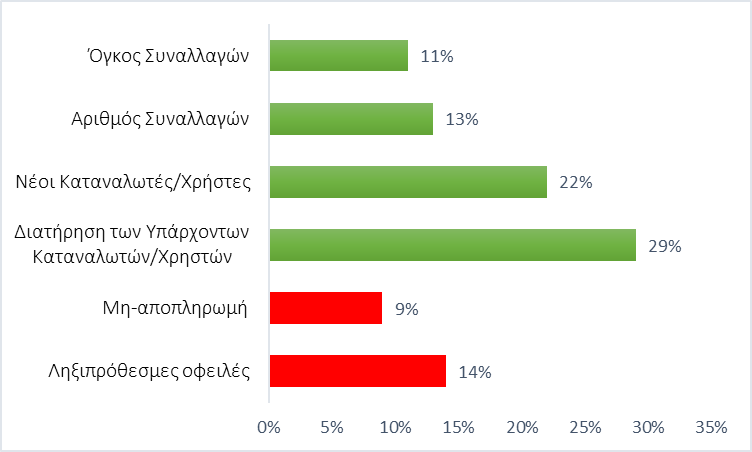 Όγκος Συναλλαγών
11%
Αριθμός Συναλλαγών
13%
Νέοι Καταναλωτές/Χρήστες
22%
Διατήρηση των Υπάρχοντων
Καταναλωτών/Χρηστών
29%
Μη-αποπληρωμή
9%
Ληξιπρόθεσμες οφειλές
14%
0% 5% 10% 15% 20% 25% 30% 35%